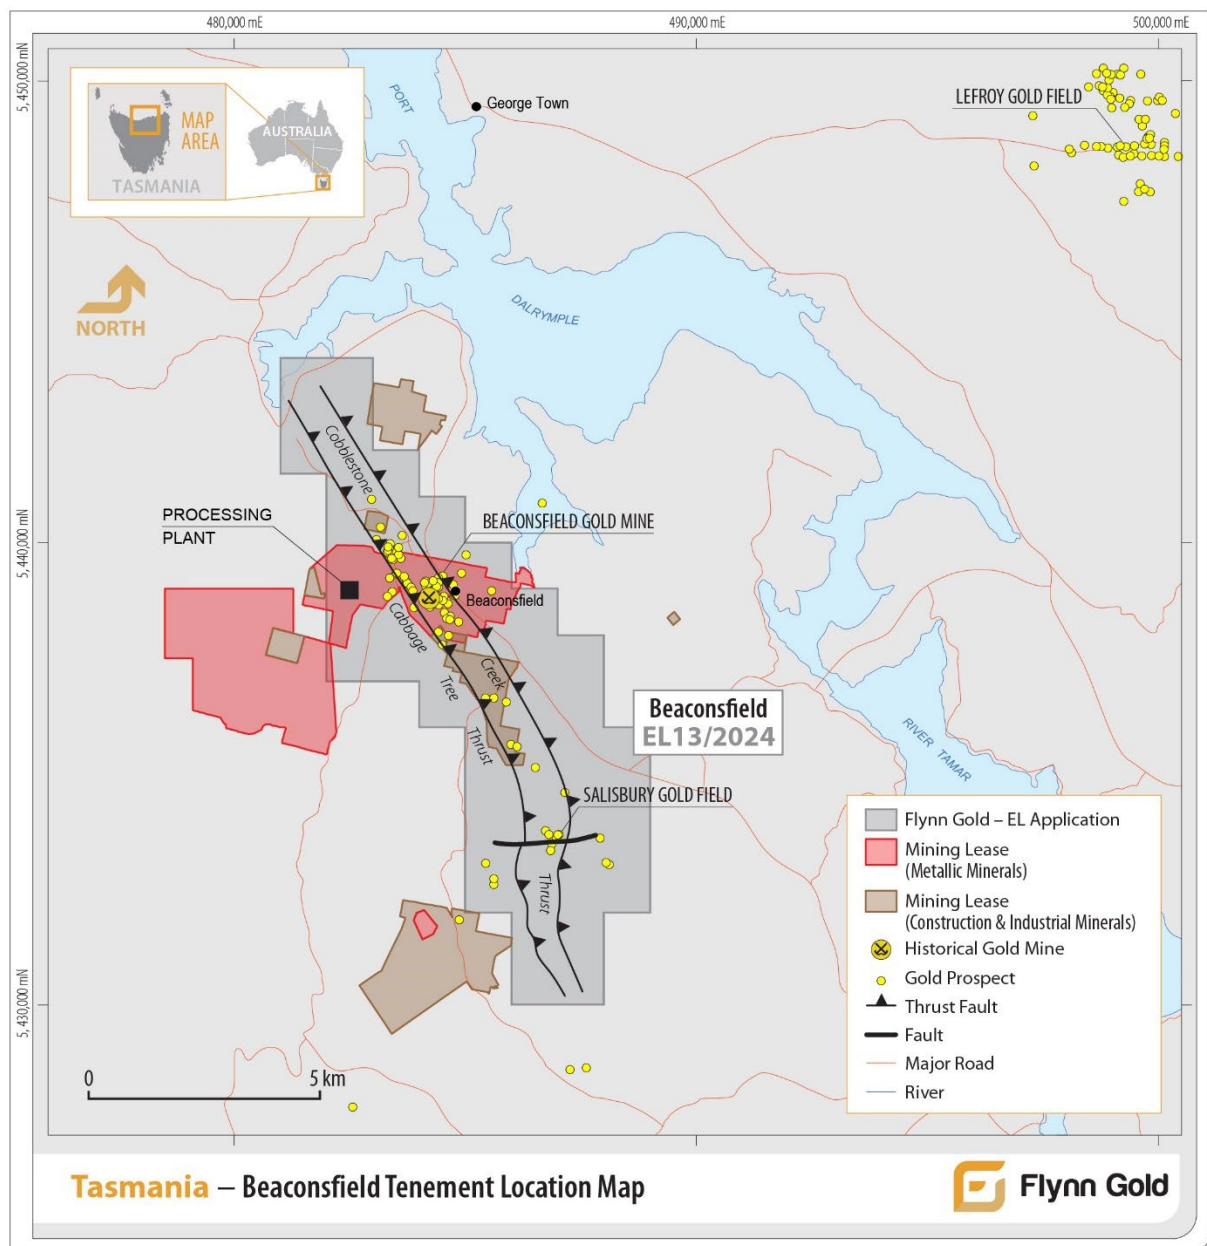 480,000 mE
490,000 mE
500,000 mE
5,450,000 mN
5,440,000 mN
5,430,000 mN
MAP
AREA
TASMANIA
AUSTRALIA
PORT
George Town
LEFROY GOLD FIELD
NORTH
DALRYMPLE
Cobblestone
PROCESSING
PLANT
BEACONSFIELD GOLD MINE
Beaconsfield
Cabbage
Tree
Thrust
Creek
Thrust
Beaconsfield
EL13/2024
RIVER TAMAR
SALISBURY GOLD FIELD
Flynn Gold – EL Application
Mining Lease
(Metallic Minerals)
Mining Lease
(Construction & Industrial Minerals)
Historical Gold Mine
Gold Prospect
Thrust Fault
Fault
Major Road
River
0
5 km
Tasmania – Beaconsfield Tenement Location Map
Flynn Gold